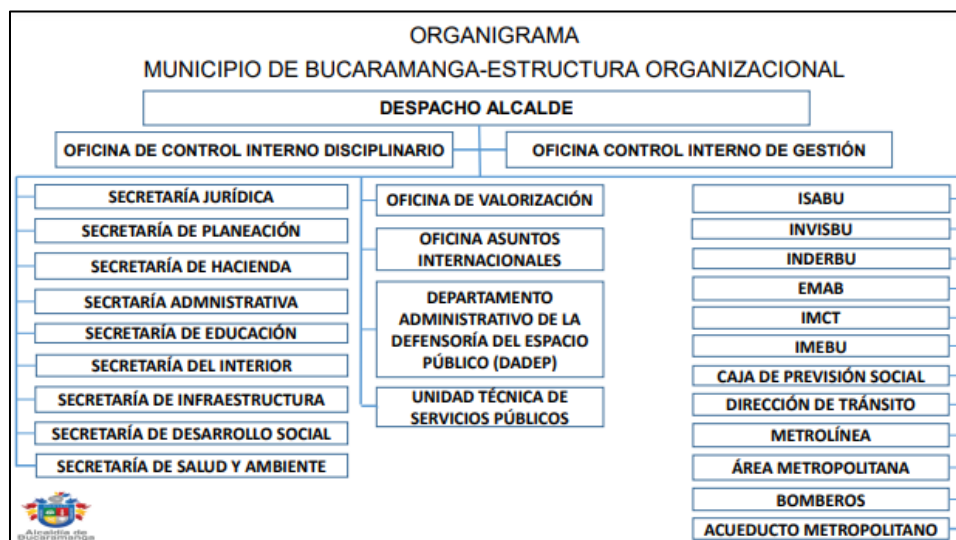 ORGANIGRAMA
MUNICIPIO DE BUCARAMANGA-ESTRUCTURA ORGANIZACIONAL
DESPACHO ALCALDE
OFICINA DE CONTROL INTERNO DISCIPLINARIO
OFICINA CONTROL INTERNO DE GESTIÓN
SECRETARÍA JURÍDICA
SECRETARÍA DE PLANEACIÓN
SECRETARÍA DE HACIENDA
SECRTARÍA ADMNISTRATIVA
SECRETARÍA DE EDUCACIÓN
SECRETARÍA DEL INTERIOR
SECRETARÍA DE INFRAESTRUCTURA
SECRETARÍA DE DESARROLLO SOCIAL
SECRETARÍA DE SALUD Y AMBIENTE
OFICINA DE VALORIZACIÓN
OFICINA ASUNTOS
INTERNACIONALES
DEPARTAMENTO
ADMINISTRATIVO DE LA
DEFENSORÍA DEL ESPACIO
PÚBLICO (DADEP)
UNIDAD TÉCNICA DE
SERVICIOS PÚBLICOS
ISABU
INVISBU
INDERBU
EMAB
IMCT
IMEBU
CAJA DE PREVISIÓN SOCIAL
DIRECCIÓN DE TRÁNSITO
METROLÍNEA
ÁREA METROPOLITANA
BOMBEROS
ACUEDUCTO METROPOLITANO
Alcaldía de
Bucaramanga